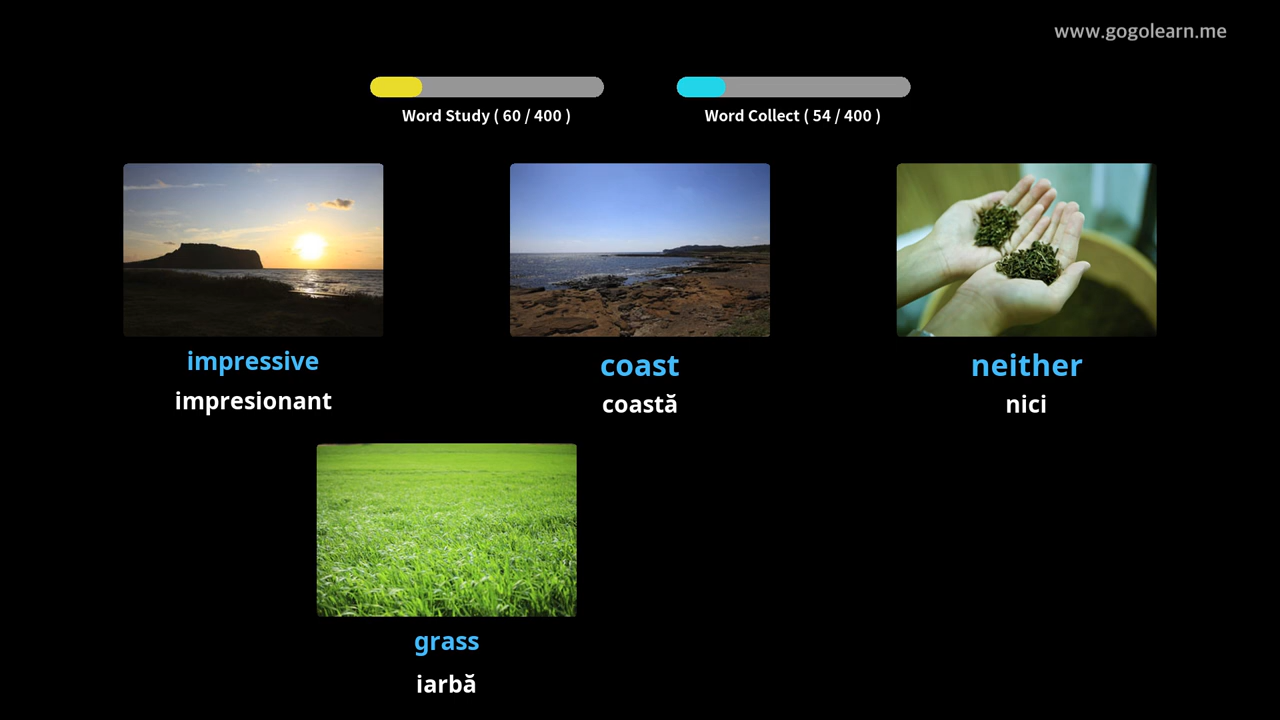 www.gogolearn.me
Word Study ( 60 / 400 )
Word Collect ( 54 / 400 )
impressive
impresionant
coast
coastă
neither
nici
grass
iarbă